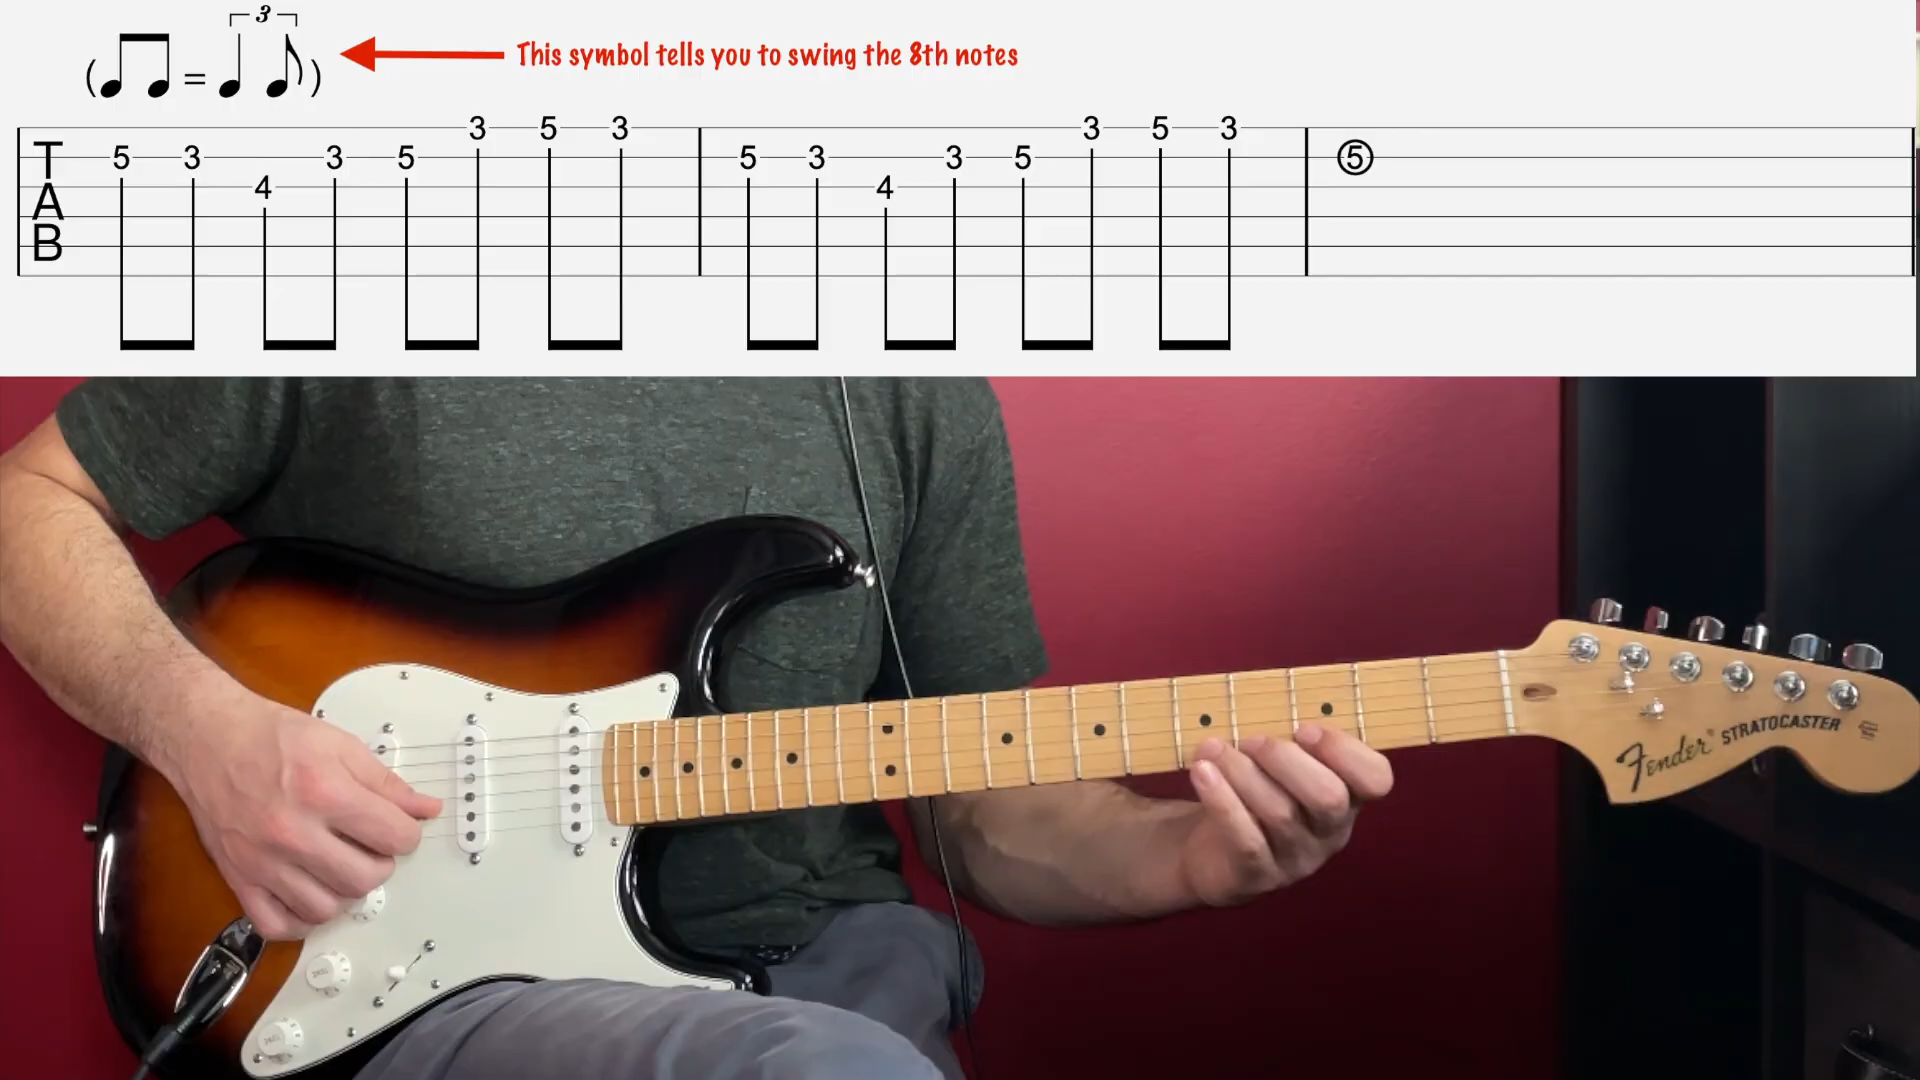 3
( = )
This symbol tells you to swing the 8th notes
3 5 3 3 5 3
T 5 3 3 5 5 3 3 5 5
A 4 4
B
Fender STRATOCASTER